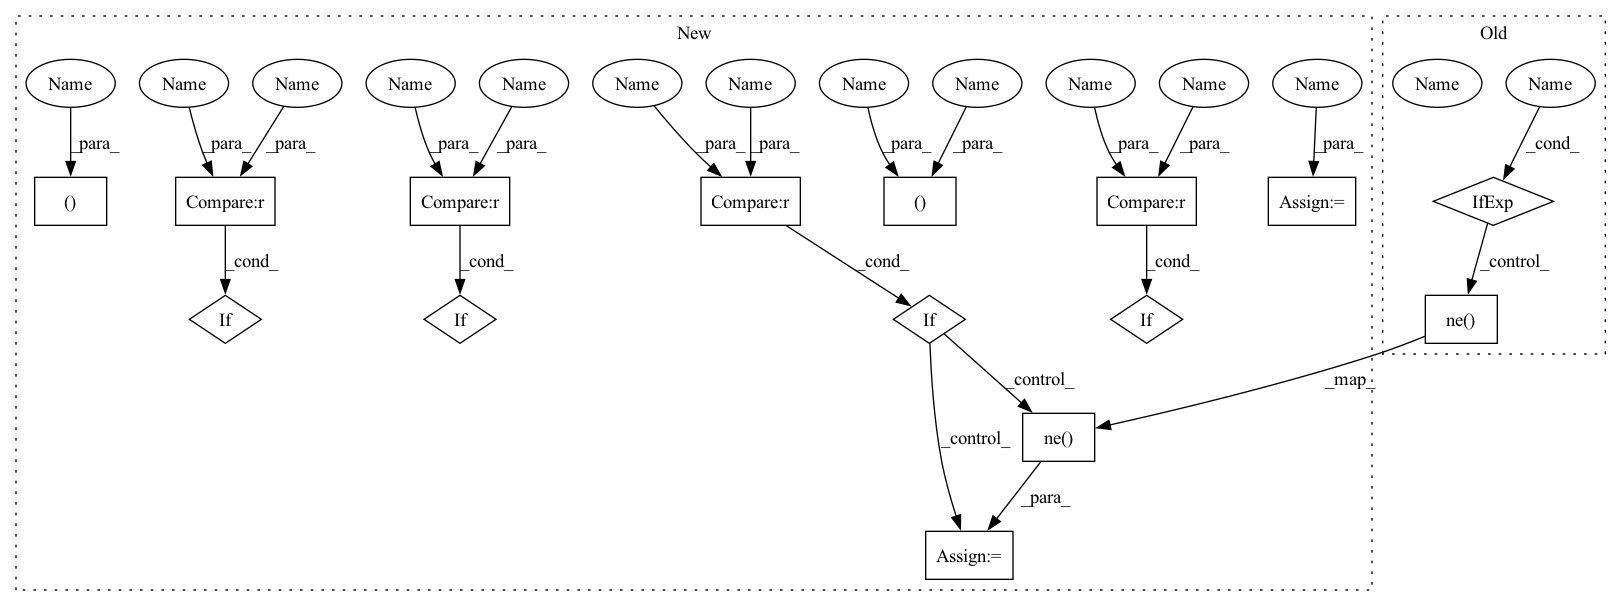 New
Old
Name Name Name Name Name Name Name Name Name Name Name Name Name Name
_para_ _para_ _para_ _para_ _para_ _para_ _para_ _para_ _para_ _para_ _para_ _para_ _cond_
() Compare:r Compare:r Compare:r () Compare:r Assign:= IfExp
_cond_ _cond_ _cond_ _cond_ _control_
If If If If ne()
_control_ _map_
_control_ ne()
_para_
Assign:=